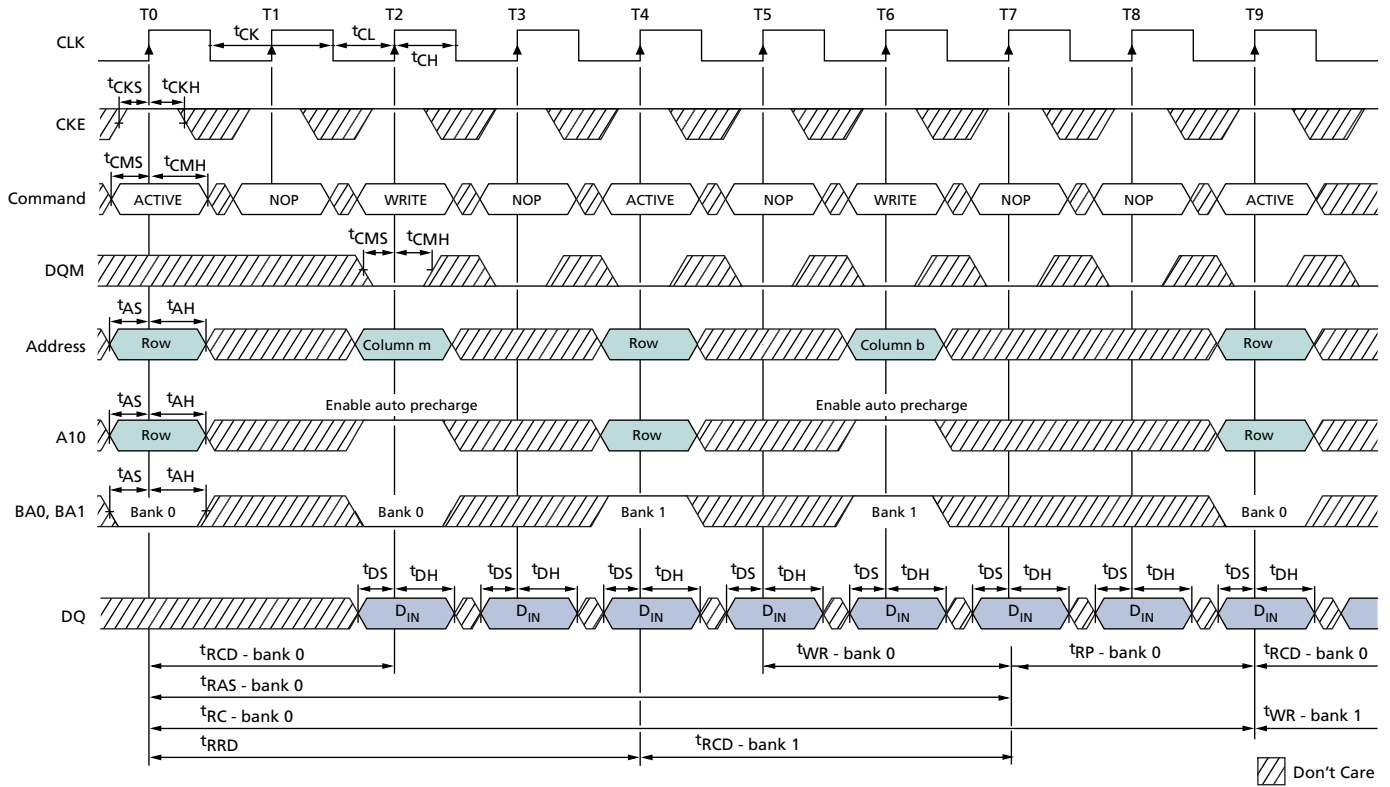 T0 T1 T2 T3 T4 T5 T6 T7 T8 T9
CLK
tCK tCL
tCH
tCKS tCKH
CKE
tCMS tCMH
Command ACTIVE NOP WRITE NOP ACTIVE NOP WRITE NOP NOP ACTIVE
tCMS tCMH
DQM
tAS tAH
Address Row Column m Row Column b Row
tAS tAH Enable auto precharge Enable auto precharge
A10 Row Row Row
tAS tAH
BA0, BA1 Bank 0 Bank 0 Bank 1 Bank 1 Bank 0
tDS tDH tDS tDH tDS tDH tDS tDH tDS tDH tDS tDH tDS tDH tDS tDH
DQ DIN DIN DIN DIN DIN DIN DIN DIN
tRCD - bank 0 tWR - bank 0 tRP - bank 0 tRCD - bank 0
tRAS - bank 0
tRC - bank 0 tWR - bank 1
tRRD tRCD - bank 1
Don't Care